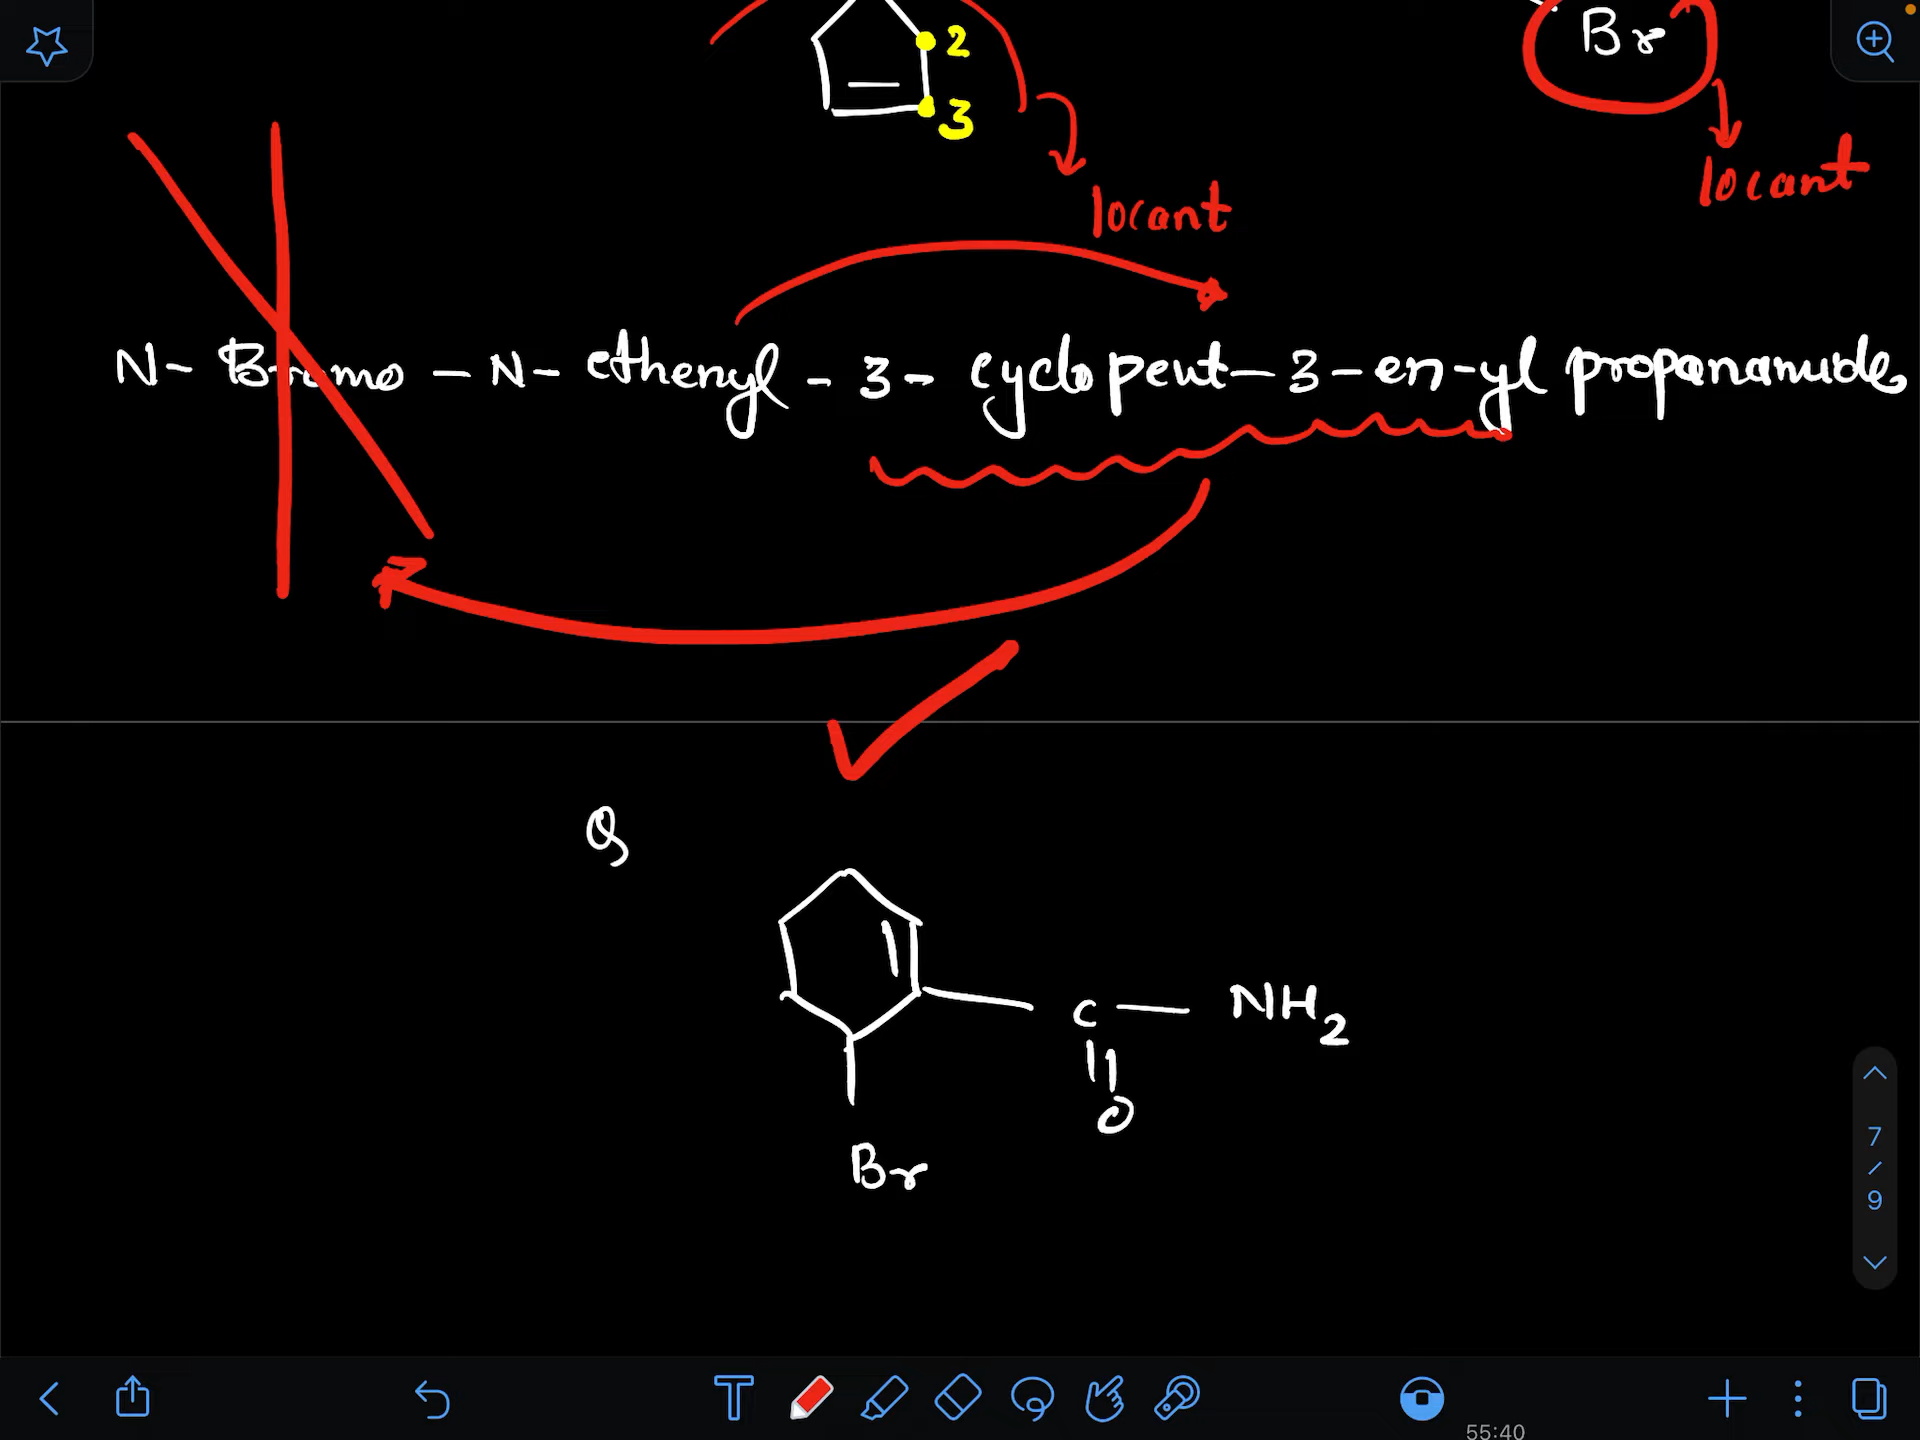 2
Br
3
locant
locant
N- Bromo - N- ethenyl - 3- cyclopent-3-en-yl propanamide
Q
C - NH2
O
Br
7
/
9
T
55:40